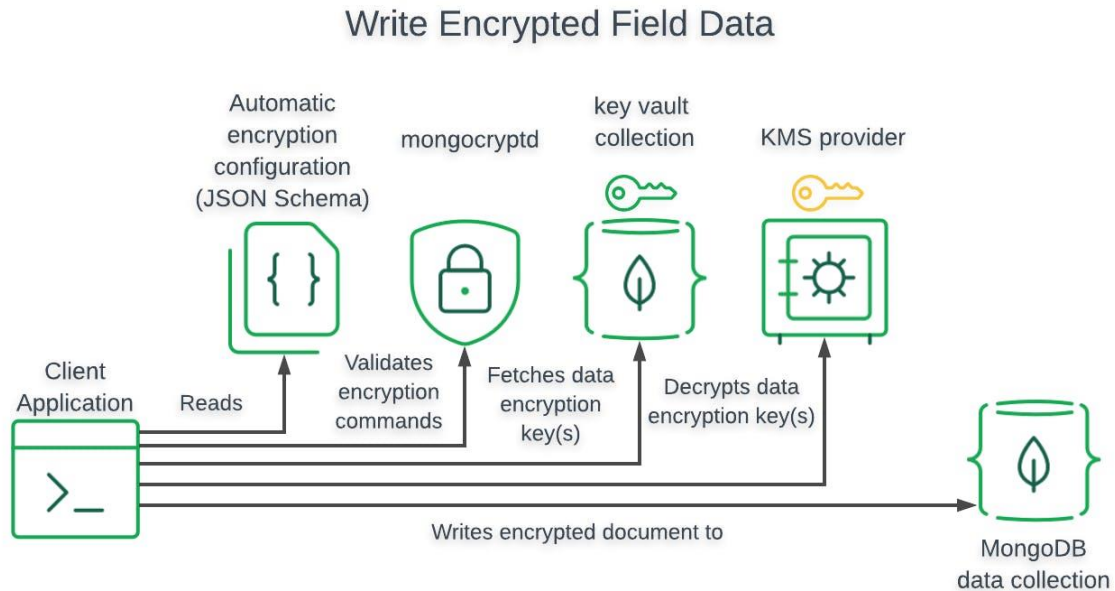 Write Encrypted Field Data
Automatic
encryption
configuration
(JSON Schema)
mongocryptd
key vault
collection
KMS provider
{ }
Client
Application
>_
Reads
Validates
encryption
commands
Fetches data
encryption
key(s)
Decrypts data
encryption key(s)
Writes encrypted document to
MongoDB
data collection